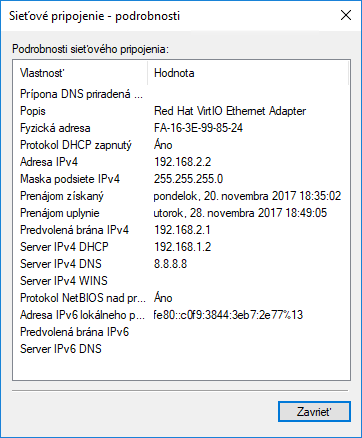 Sieťové pripojenie - podrobnosti
Podrobnosti sieťového pripojenia:
Vlastnosť Hodnota
Prípona DNS priradená ...
Popis Red Hat VirtIO Ethernet Adapter
Fyzická adresa FA-16-3E-99-85-24
Protokol DHCP zapnutý Áno
Adresa IPv4 192.168.2.2
Maska podsiete IPv4 255.255.255.0
Prenájom získaný pondelok, 20. novembra 2017 18:35:02
Prenájom uplynie utorok, 28. novembra 2017 18:49:05
Predvolená brána IPv4 192.168.2.1
Server IPv4 DHCP 192.168.1.2
Server IPv4 DNS 8.8.8.8
Server IPv4 WINS
Protokol NetBIOS nad pr... Áno
Adresa IPv6 lokálneho p... fe80::c0f9:3844:3eb7:2e77%13
Predvolená brána IPv6
Server IPv6 DNS
Zavrieť